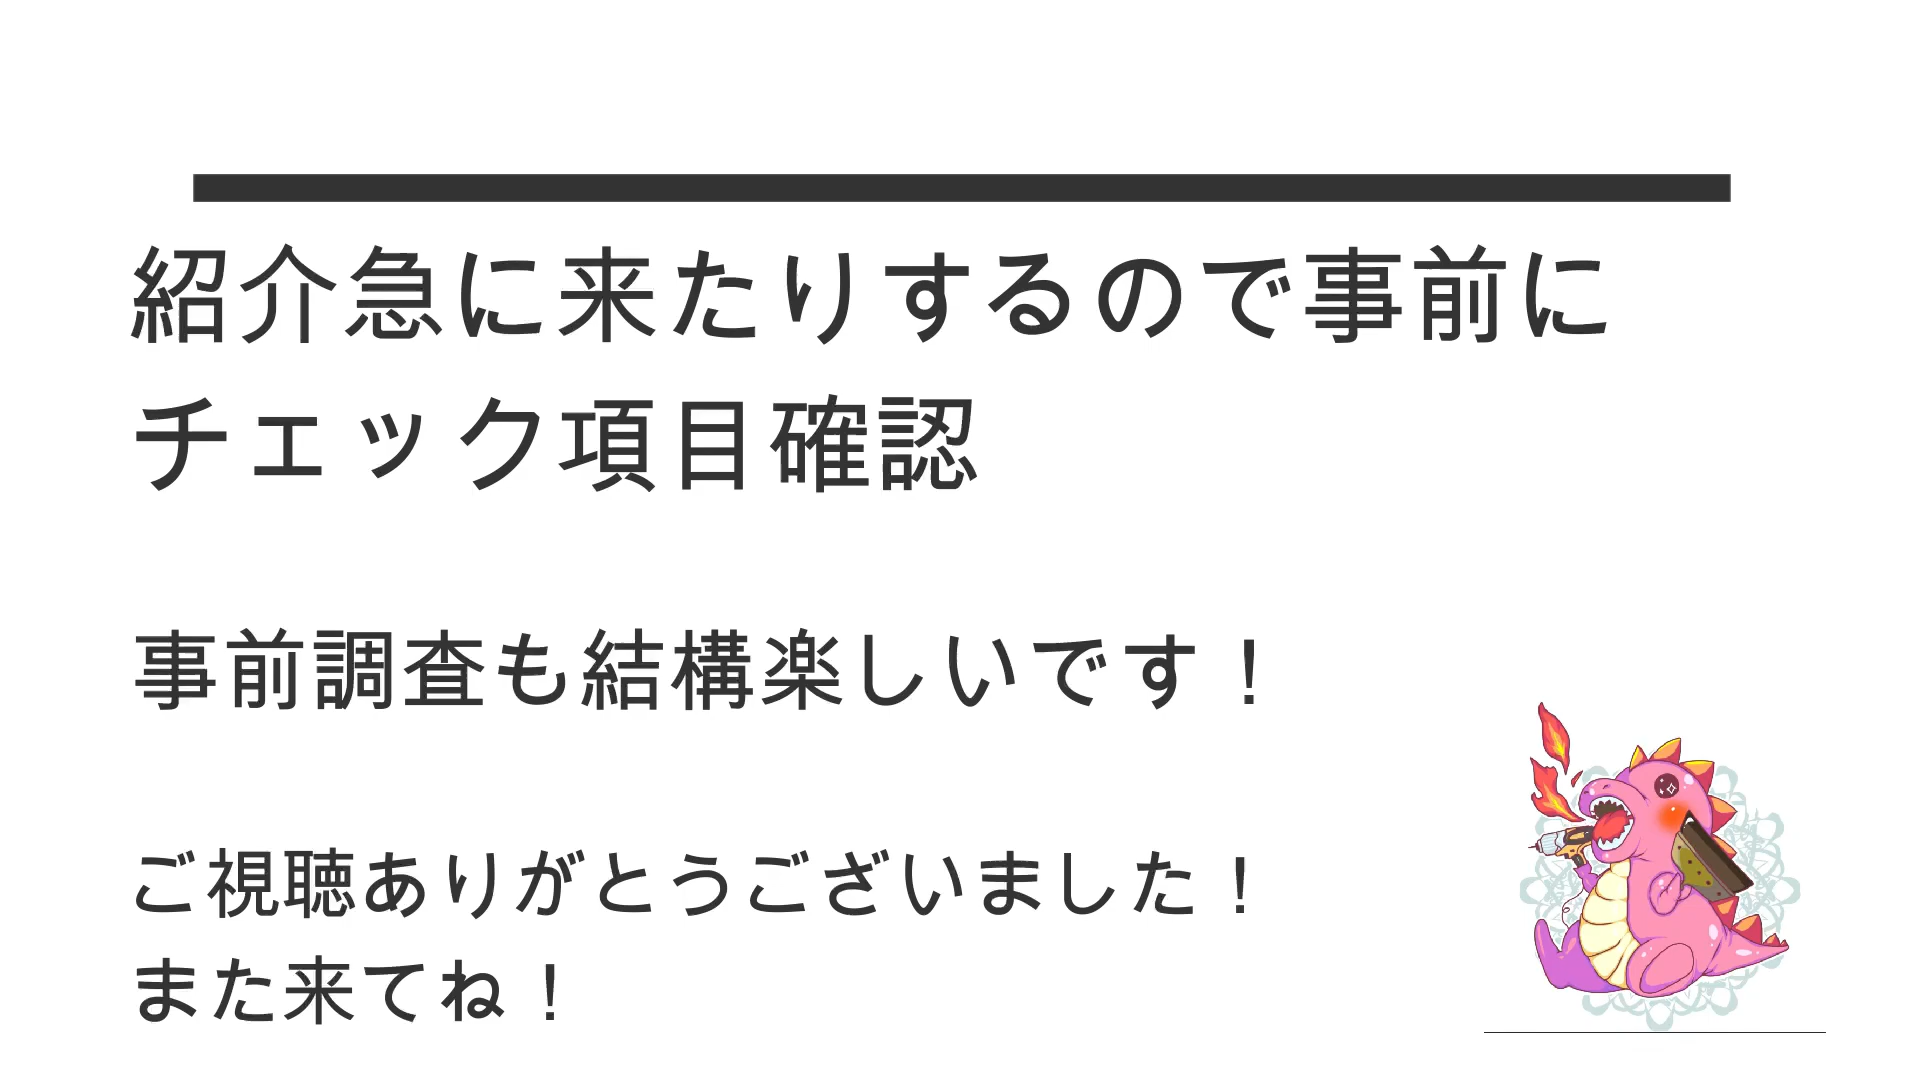 紹介急に来たりするので事前に
チェック項目確認
事前調査も結構楽しいです！
ご視聴ありがとうございました！
また来てね！